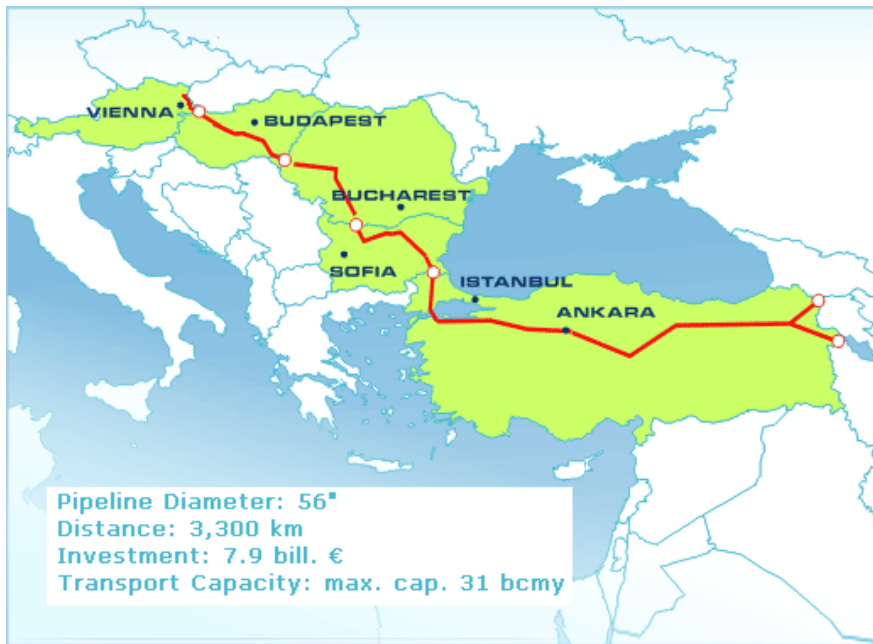 VIENNA
BUDAPEST
BUCHAREST
SOFIA
ISTANBUL
ANKARA
Pipeline Diameter: 56"
Distance: 3,300 km
Investment: 7.9 bill. €
Transport Capacity: max. cap. 31 bcmy